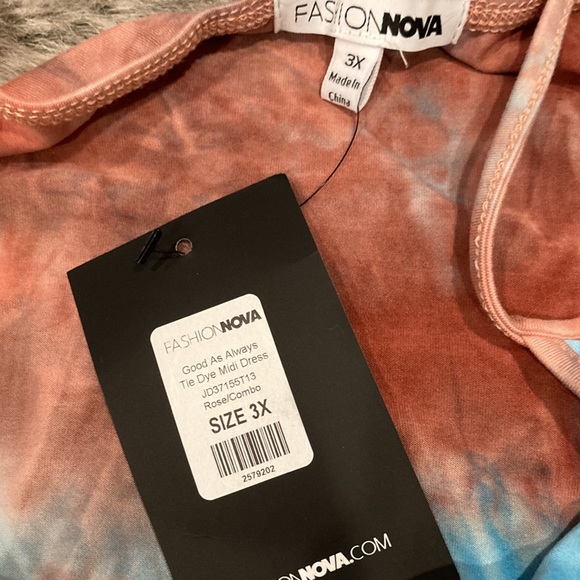 FASHIONNOVA
3X
Made In
China
FASHIONNOVA
Good As Always
Tie Dye Midi Dress
JD37155T13
Rose/Combo
SIZE 3X
2579202
NOVA.COM